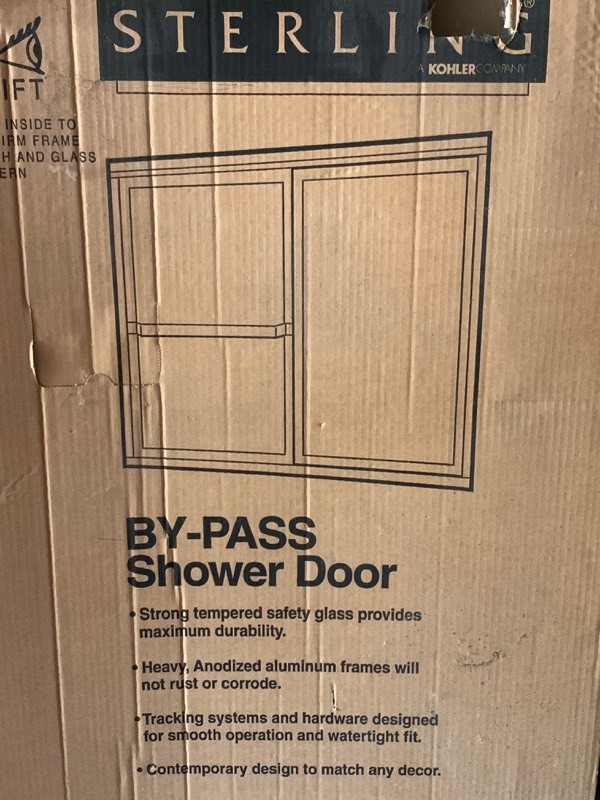 STERLING®
A KOHLER COMPANY
IFT
INSIDE TO
IRM FRAME
H AND GLASS
ERN
BY-PASS
Shower Door
• Strong tempered safety glass provides
maximum durability.
• Heavy, Anodized aluminum frames will
not rust or corrode.
• Tracking systems and hardware designed
for smooth operation and watertight fit.
• Contemporary design to match any decor.